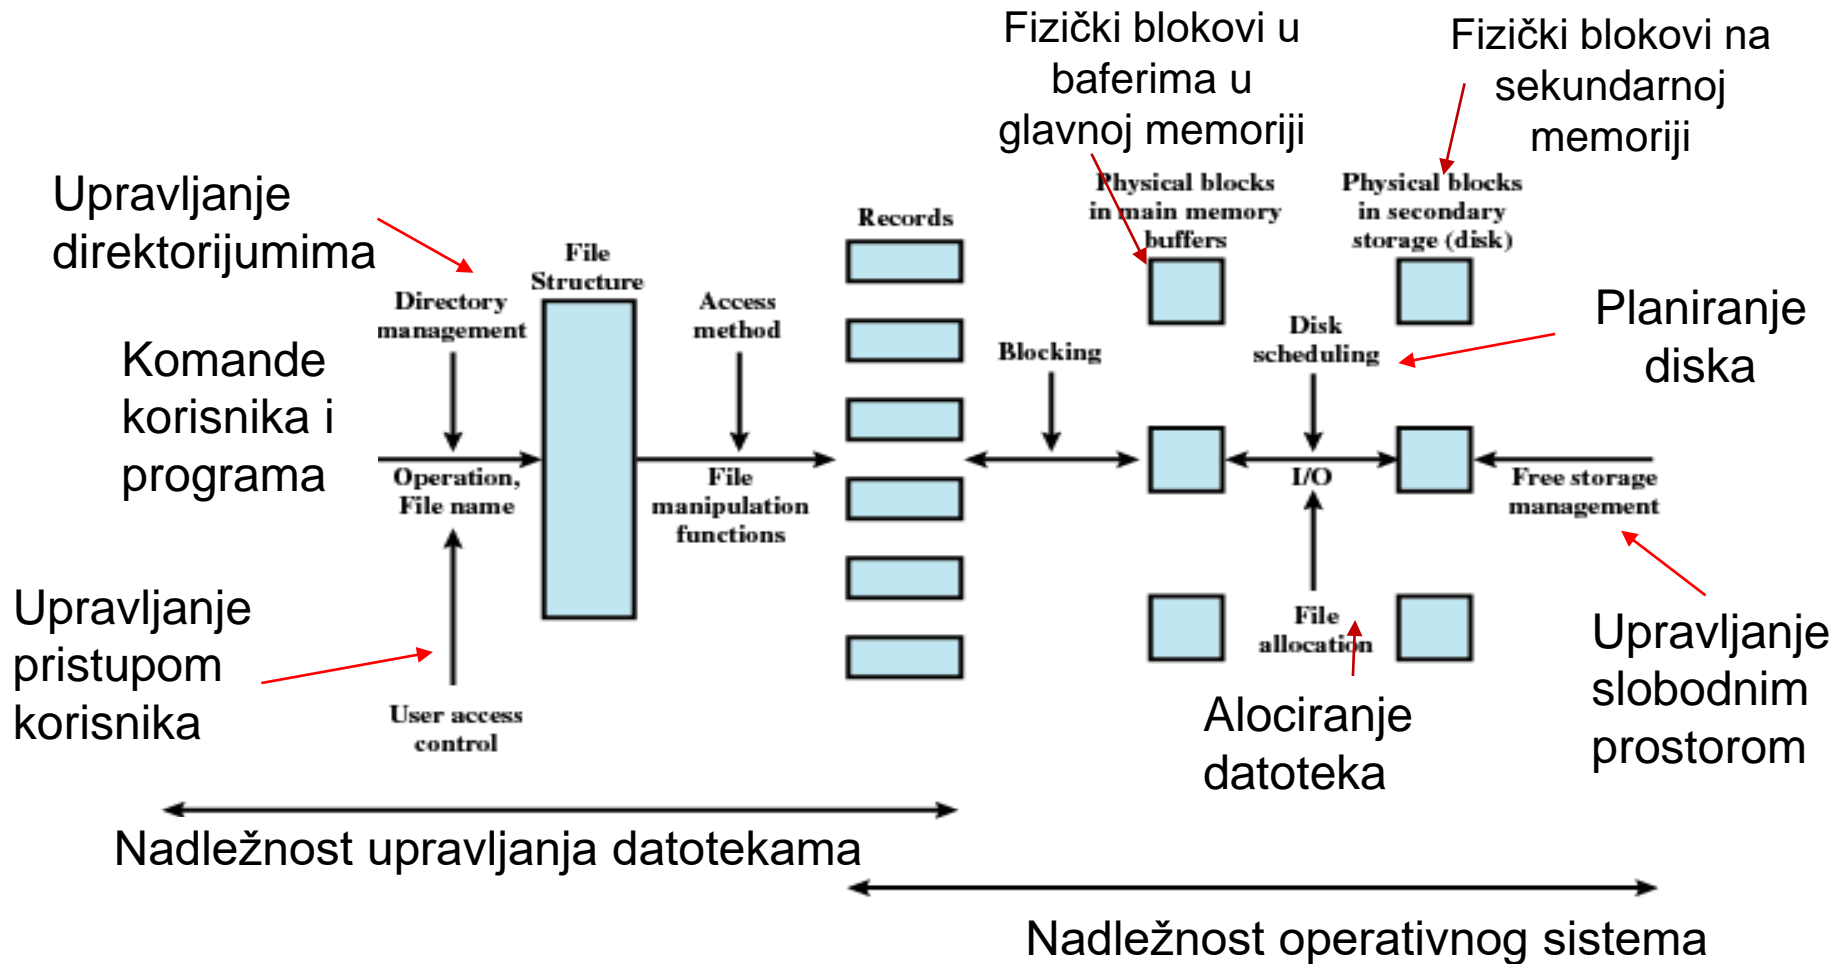 Fizički blokovi u
baferima u
glavnoj memoriji
Fizički blokovi na
sekundarnoj
memoriji
Upravljanje
direktorijumima
Physical blocks
in main memory
buffers
Physical blocks
in secondary
storage (disk)
Records
File
Structure
Directory
management
Access
method
Blocking
Disk
scheduling
Planiranje
diska
Komande
korisnika i
programa
Operation,
File name
File
manipulation
functions
I/O
Free storage
management
Upravljanje
pristupom
korisnika
User access
control
File
allocation
Alociranje
datoteka
Upravljanje
slobodnim
prostorom
Nadležnost upravljanja datotekama
Nadležnost operativnog sistema